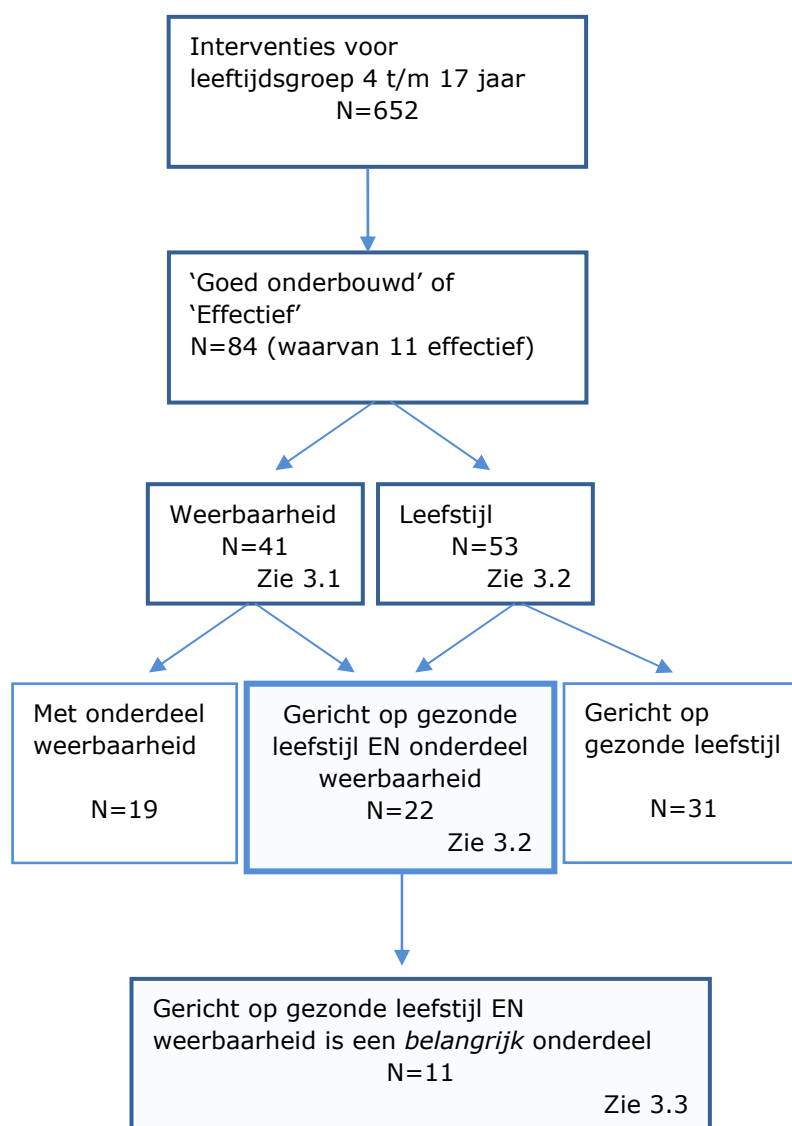 Interventies voor
leeftijdsgroep 4 t/m 17 jaar
N=652
‘Goed onderbouwd’ of
‘Effectief’
N=84 (waarvan 11 effectief)
Weerbaarheid
N=41
Zie 3.1
Leefstijl
N=53
Zie 3.2
Met onderdeel
weerbaarheid
N=19
Gericht op gezonde
leefstijl EN onderdeel
weerbaarheid
N=22
Zie 3.2
Gericht op
gezonde leefstijl
N=31
Gericht op gezonde leefstijl EN
weerbaarheid is een belangrijk onderdeel
N=11
Zie 3.3